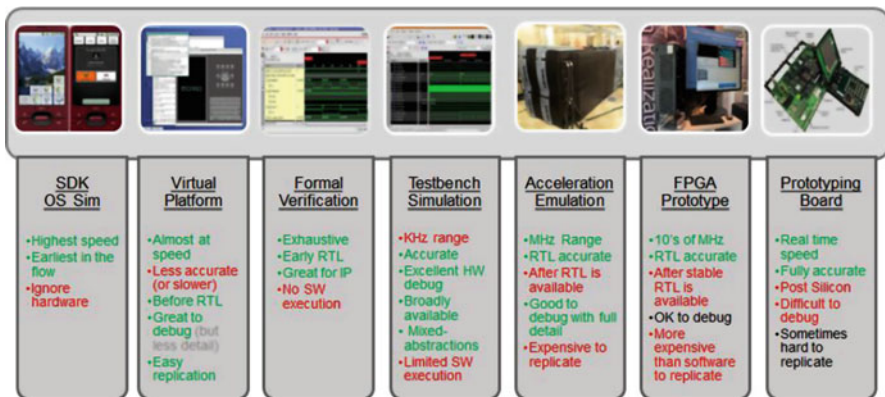 n Realizatio
SDK
OS Sim
•Highest speed
•Earliest in the
flow
•Ignore
hardware
Virtual
Platform
•Almost at
speed
•Less accurate
(or slower)
•Before RTL
•Great to
debug (but
less detail)
•Easy
replication
Formal
Verification
•Exhaustive
•Early RTL
•Great for IP
•No SW
execution
Testbench
Simulation
•KHz range
•Accurate
•Excellent HW
debug
•Broadly
available
•Mixed-
abstractions
•Limited SW
execution
Acceleration
Emulation
•MHz Range
•RTL accurate
•After RTL is
available
•Good to
debug with full
detail
•Expensive to
replicate
FPGA
Prototype
•10's of MHz
•RTL accurate
•After stable
RTL is
available
•OK to debug
•More
expensive
than software
to replicate
Prototyping
Board
•Real time
speed
•Fully accurate
•Post Silicon
•Difficult to
debug
•Sometimes
hard to
replicate